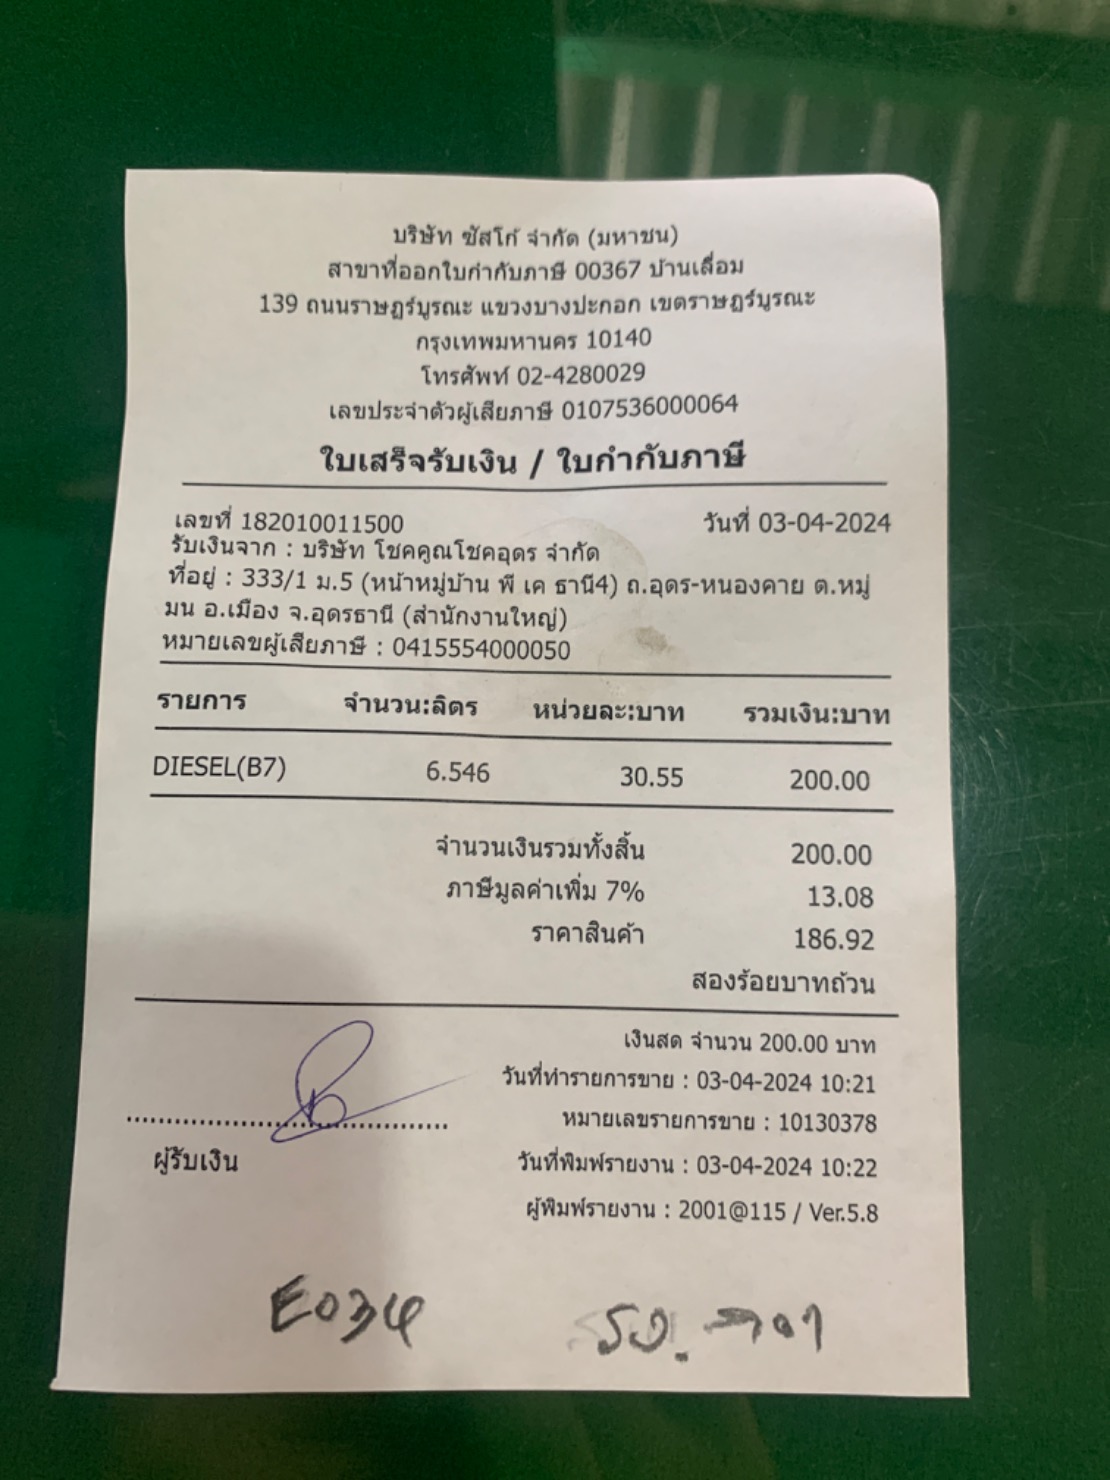 บริษัท ซัสโก้ จำกัด (มหาชน)
สาขาที่ออกใบกำกับภาษี 00367 บ้านเลื่อม
139 ถนนราษฎร์บูรณะ แขวงบางปะกอก เขตราษฎร์บูรณะ
กรุงเทพมหานคร 10140
โทรศัพท์ 02-4280029
เลขประจำตัวผู้เสียภาษี 0107536000064
ใบเสร็จรับเงิน / ใบกำกับภาษี
เลขที่ 182010011500 วันที่ 03-04-2024
รับเงินจาก : บริษัท โชคคูณโชคอุดร จำกัด
ที่อยู่ : 333/1 ม.5 (หน้าหมู่บ้าน พี เค ธานี4) ถ.อุดร-หนองคาย ต.หมู่
มน อ.เมือง จ.อุดรธานี (สำนักงานใหญ่)
หมายเลขผู้เสียภาษี : 0415554000050
รายการ จำนวน:ลิตร หน่วยละ:บาท รวมเงิน:บาท
DIESEL(B7) 6.546 30.55 200.00
จำนวนเงินรวมทั้งสิ้น 200.00
ภาษีมูลค่าเพิ่ม 7% 13.08
ราคาสินค้า 186.92
สองร้อยบาทถ้วน
เงินสด จำนวน 200.00 บาท
วันที่ทำรายการขาย : 03-04-2024 10:21
หมายเลขรายการขาย : 10130378
ผู้รับเงิน วันที่พิมพ์รายงาน : 03-04-2024 10:22
ผู้พิมพ์รายงาน : 2001@115 / Ver.5.8
E034